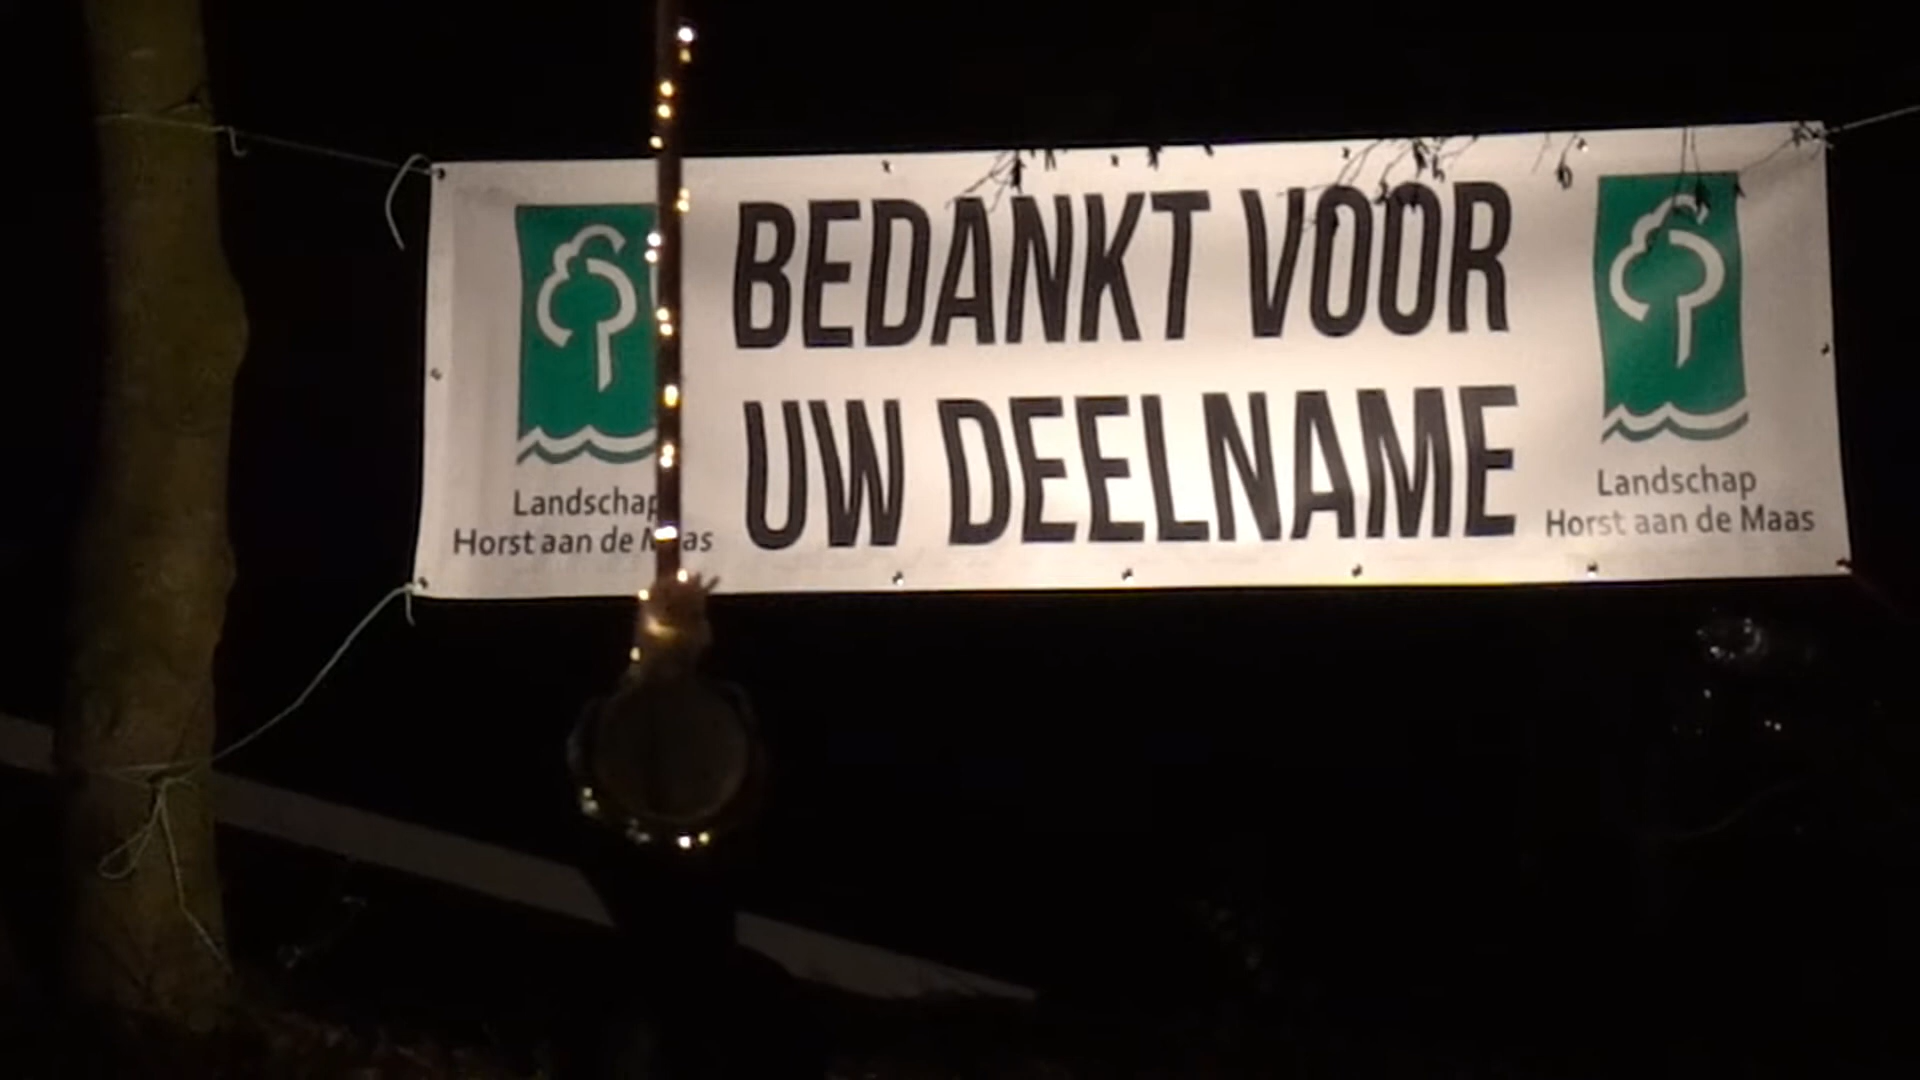 BEDANKT VOOR
UW DEELNAME
Landschap
Horst aan de Maas
Landschap
Horst aan de Maas